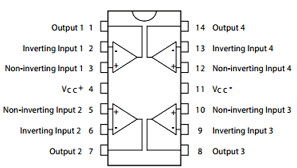 Output 1 1
14 Output 4
Inverting Input 1 2
13 Inverting Input 4
Non-inverting Input 1 3
12 Non-inverting Input 4
Vcc+ 4
11 Vcc-
Non-inverting Input 2 5
10 Non-inverting Input 3
Inverting Input 2 6
9 Inverting Input 3
Output 2 7
8 Output 3
- + - +
+ - + -